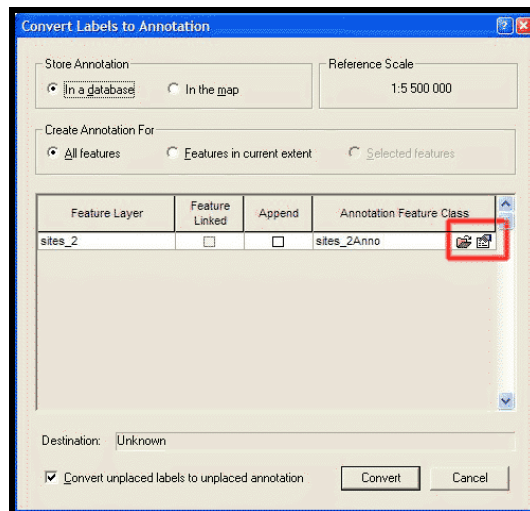 Convert Labels to Annotation
Store Annotation
In a database
In the map
Reference Scale
1:5 500 000
Create Annotation For
All features
Features in current extent
Selected features
Feature Layer
Feature Linked
Append
Annotation Feature Class
sites_2
sites_2Anno
Destination: Unknown
Convert unplaced labels to unplaced annotation
Convert
Cancel